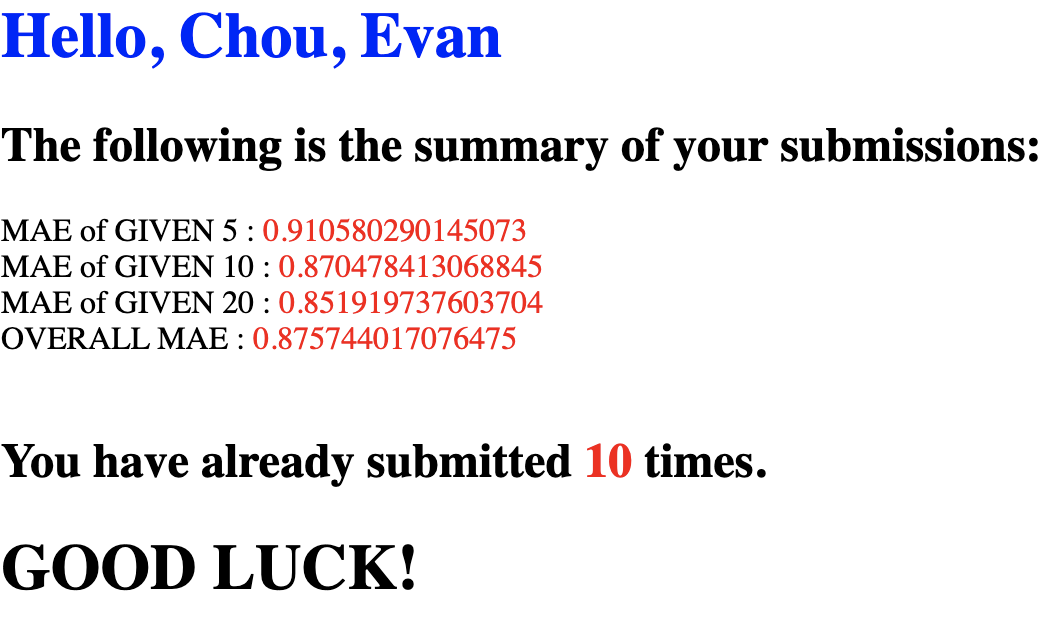 Hello, Chou, Evan
The following is the summary of your submissions:
MAE of GIVEN 5 : 0.910580290145073
MAE of GIVEN 10 : 0.870478413068845
MAE of GIVEN 20 : 0.851919737603704
OVERALL MAE : 0.875744017076475
You have already submitted 10 times.
GOOD LUCK!